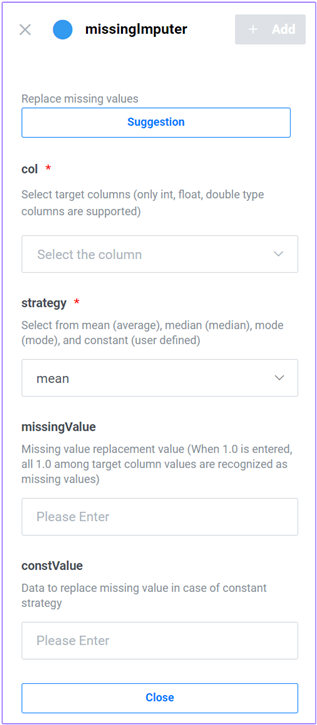 missingImputer
+ Add
Replace missing values
Suggestion
col *
Select target columns (only int, float, double type
columns are supported)
Select the column
strategy *
Select from mean (average), median (median), mode
(mode), and constant (user defined)
mean
missingValue
Missing value replacement value (When 1.0 is entered,
all 1.0 among target column values are recognized as
missing values)
Please Enter
constValue
Data to replace missing value in case of constant
strategy
Please Enter
Close